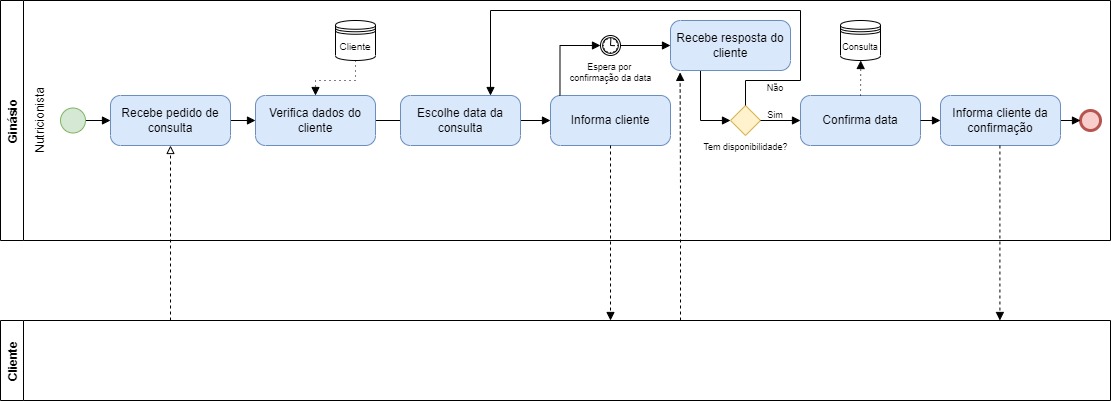 Ginásio
Nutricionista
Cliente
Recebe pedido de
consulta
Verifica dados do
cliente
Escolhe data da
consulta
Informa cliente
Espera por
confirmação da data
Recebe resposta do
cliente
Não
Sim
Tem disponibilidade?
Consulta
Confirma data
Informa cliente da
confirmação
Cliente